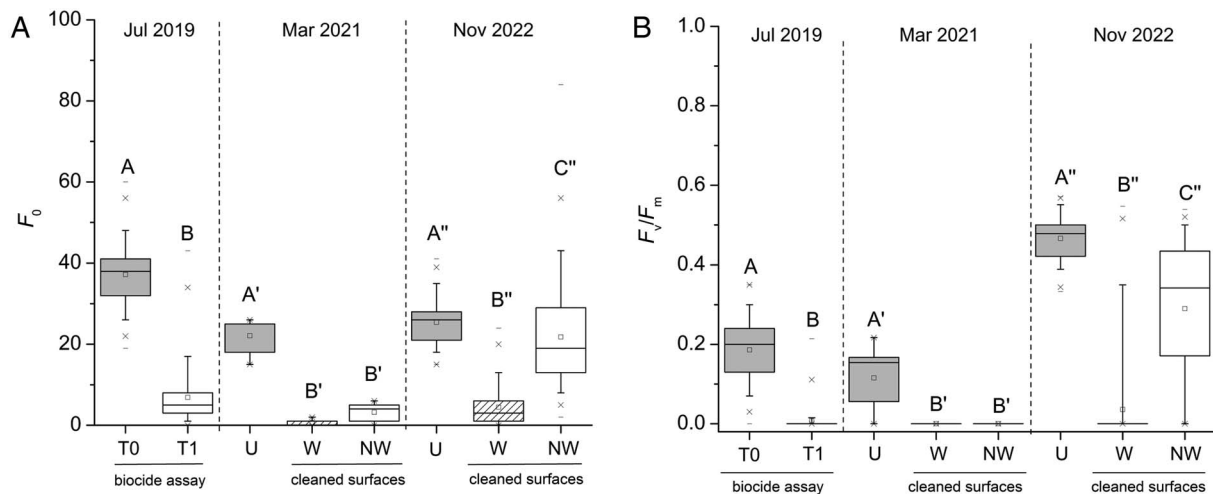 A
Jul 2019 Mar 2021 Nov 2022
100
80
60
40
20
0
F0
A
B
A'
B'
B'
A"
B"
C"
T0 T1 U W NW U W NW
biocide assay cleaned surfaces cleaned surfaces
B
Jul 2019 Mar 2021 Nov 2022
1.0
0.8
0.6
0.4
0.2
0.0
Fv/Fm
A
B
A'
B'
B'
A"
B"
C"
T0 T1 U W NW U W NW
biocide assay cleaned surfaces cleaned surfaces